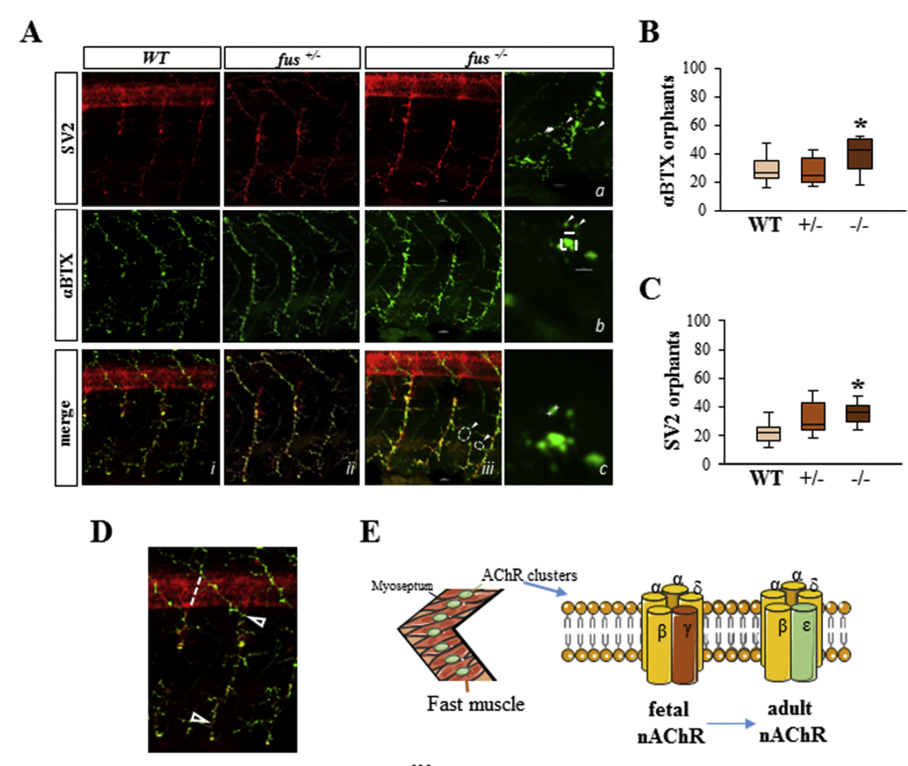 A
WT
fus +/-
fus -/-
SV2
a
αBTX
b
merge
i
ii
iii
c
B
αBTX orphants
100
80
60
40
20
0
*
WT +/- -/-
C
SV2 orphants
100
80
60
40
20
0
*
WT +/- -/-
D
E
Myoseptum
AChR clusters
Fast muscle
α α δ
β γ
α α δ
β ε
fetal
nAChR
adult
nAChR